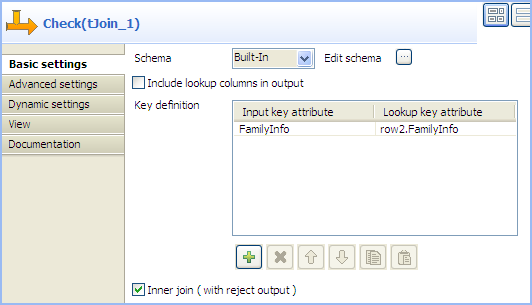 Check(tJoin_1)
Basic settings
Advanced settings
Dynamic settings
View
Documentation
Schema Built-In Edit schema ...
Include lookup columns in output
Key definition
Input key attribute Lookup key attribute
FamilyInfo row2.FamilyInfo
Inner join ( with reject output )